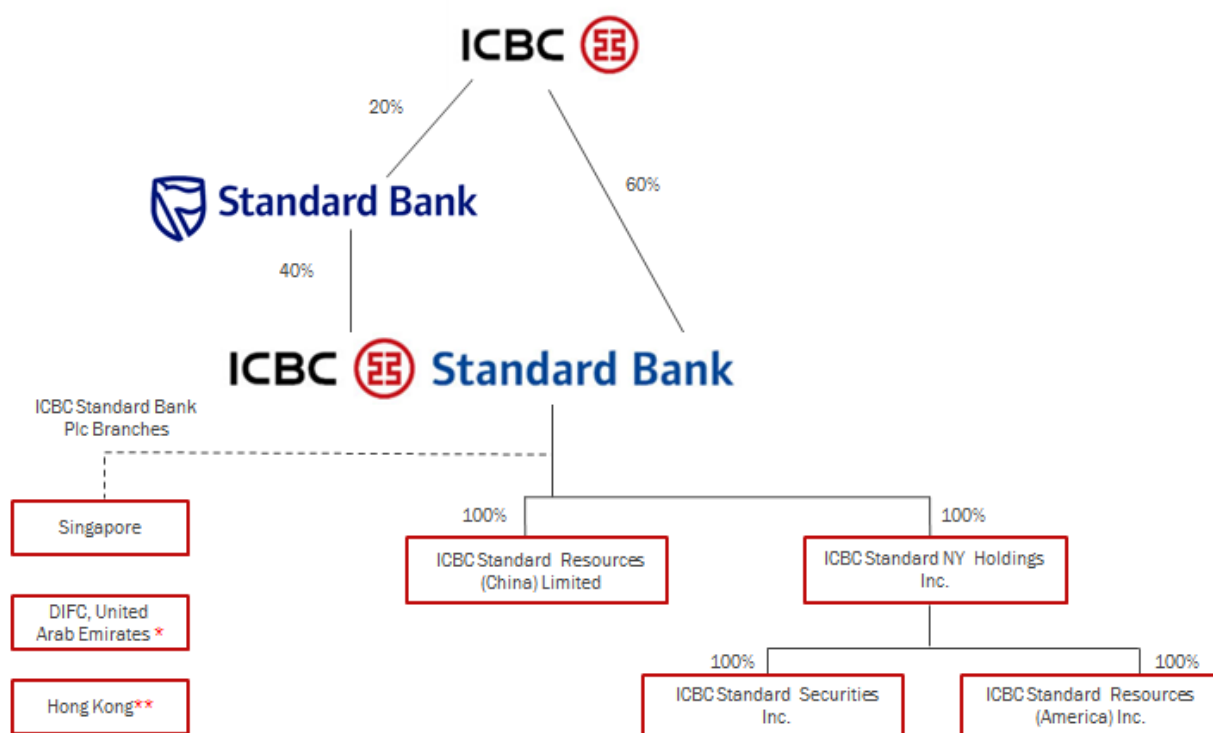 ICBC
20%
60%
Standard Bank
40%
ICBC Standard Bank
ICBC Standard Bank
Plc Branches
Singapore
DIFC, United
Arab Emirates *
Hong Kong**
100%
100%
ICBC Standard Resources
(China) Limited
ICBC Standard NY Holdings
Inc.
100%
100%
ICBC Standard Securities
Inc.
ICBC Standard Resources
(America) Inc.